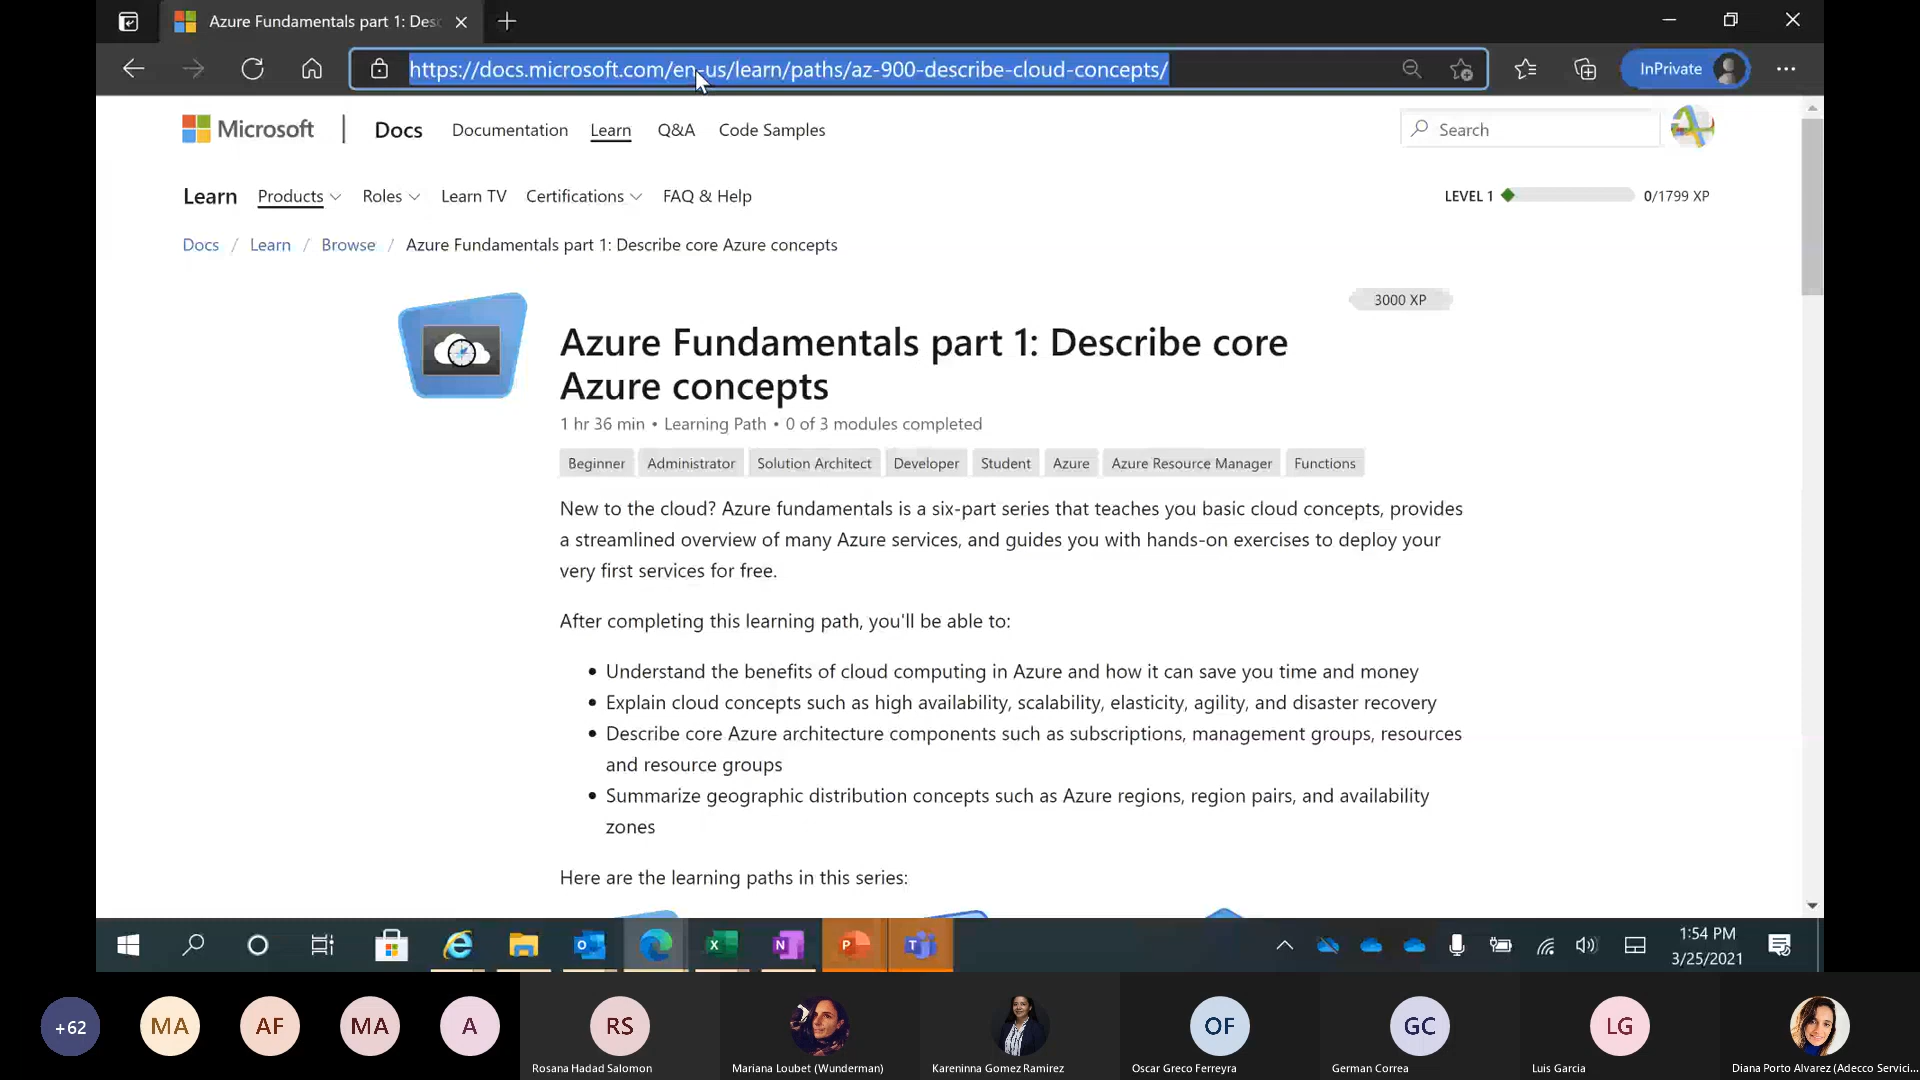 Azure Fundamentals part 1: Desc
https://docs.microsoft.com/en-us/learn/paths/az-900-describe-cloud-concepts/
InPrivate
Microsoft
Docs
Documentation
Learn
Q&A
Code Samples
Search
Learn
Products
Roles
Learn TV
Certifications
FAQ & Help
LEVEL 1
0/1799 XP
Docs / Learn / Browse / Azure Fundamentals part 1: Describe core Azure concepts
3000 XP
Azure Fundamentals part 1: Describe core
Azure concepts
1 hr 36 min • Learning Path • 0 of 3 modules completed
Beginner
Administrator
Solution Architect
Developer
Student
Azure
Azure Resource Manager
Functions
New to the cloud? Azure fundamentals is a six-part series that teaches you basic cloud concepts, provides
a streamlined overview of many Azure services, and guides you with hands-on exercises to deploy your
very first services for free.
After completing this learning path, you'll be able to:
• Understand the benefits of cloud computing in Azure and how it can save you time and money
• Explain cloud concepts such as high availability, scalability, elasticity, agility, and disaster recovery
• Describe core Azure architecture components such as subscriptions, management groups, resources
and resource groups
• Summarize geographic distribution concepts such as Azure regions, region pairs, and availability
zones
Here are the learning paths in this series:
1:54 PM
3/25/2021
+62
MA
AF
MA
A
RS
OF
GC
LG
Rosana Hadad Salomon
Mariana Loubet (Wunderman)
Kareninna Gomez Ramirez
Oscar Greco Ferreyra
German Correa
Luis Garcia
Diana Porto Alvarez (Adecco Servici...